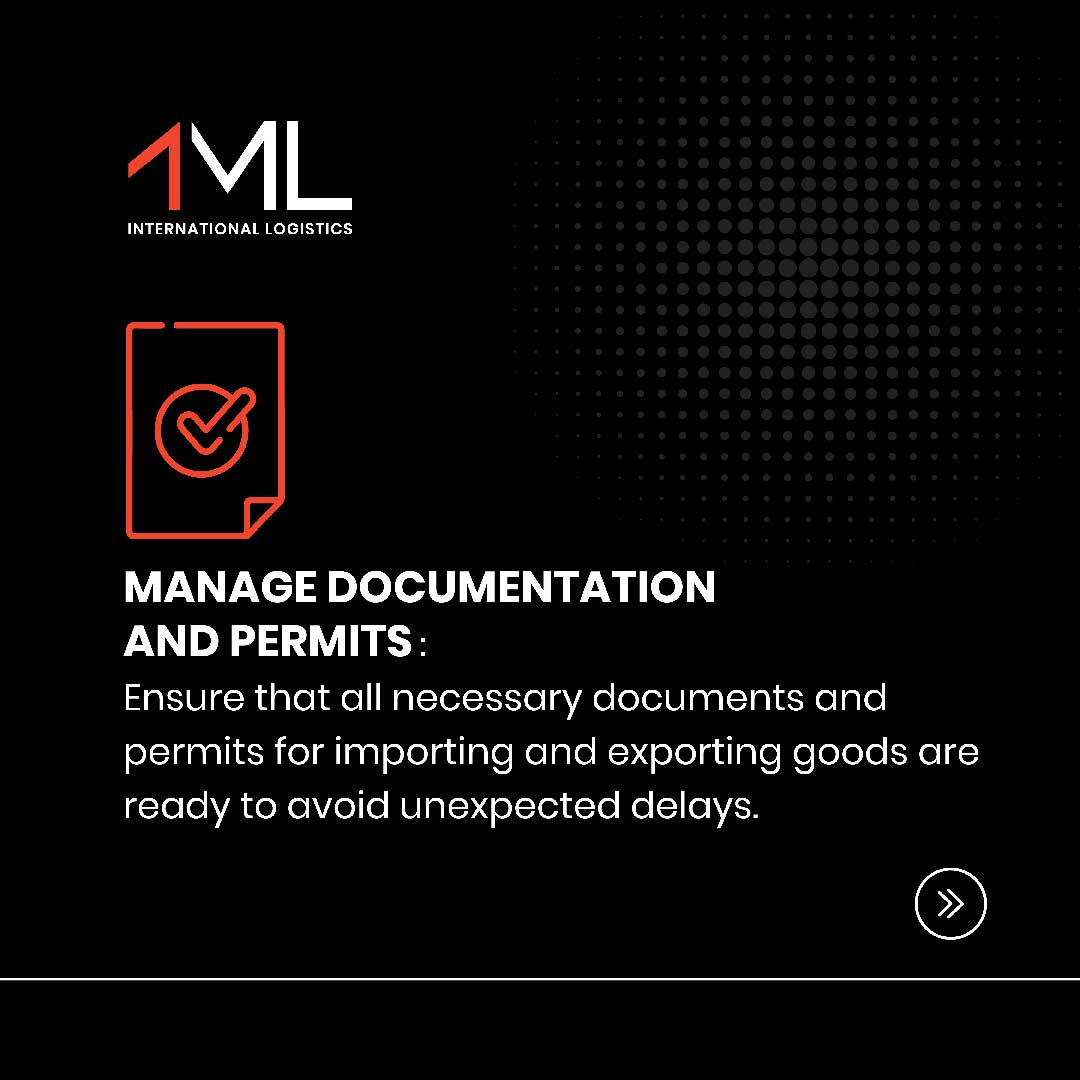 1ML
INTERNATIONAL LOGISTICS
MANAGE DOCUMENTATION
AND PERMITS:
Ensure that all necessary documents and
permits for importing and exporting goods are
ready to avoid unexpected delays.